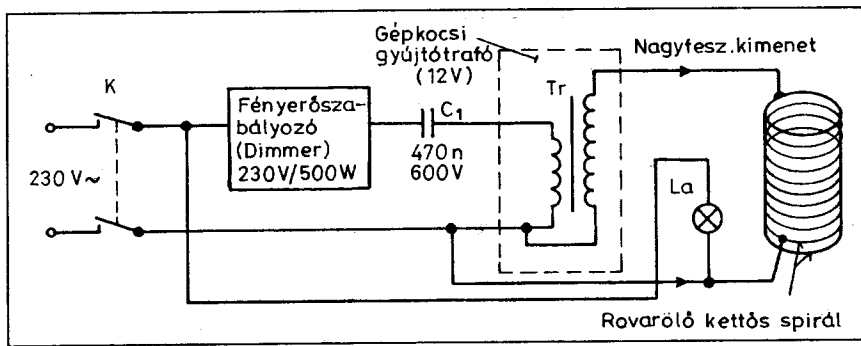 Gépkocsi
gyújtótrafó
(12V)
Nagyfesz.kimenet
K
Fényerősza-
bályozó
(Dimmer)
230V/500W
C1
470n
600V
Tr
230 V~
La
Rovarölő kettős spirál